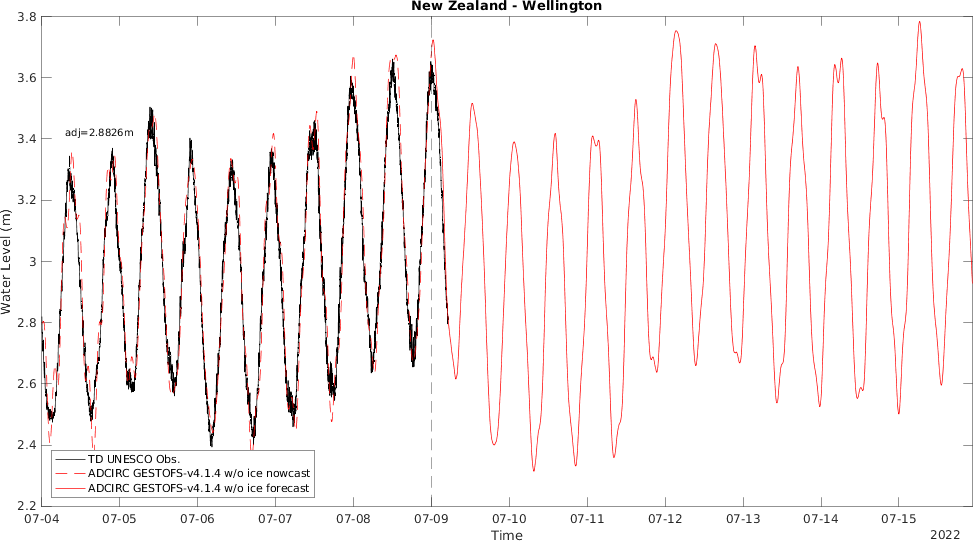 New Zealand - Wellington
3.8
3.6
3.4
3.2
3
2.8
2.6
2.4
2.2
Water Level (m)
adj=2.8826m
TD UNESCO Obs.
ADCIRC GESTOFS-v4.1.4 w/o ice nowcast
ADCIRC GESTOFS-v4.1.4 w/o ice forecast
07-04 07-05 07-06 07-07 07-08 07-09 07-10 07-11 07-12 07-13 07-14 07-15
Time
2022